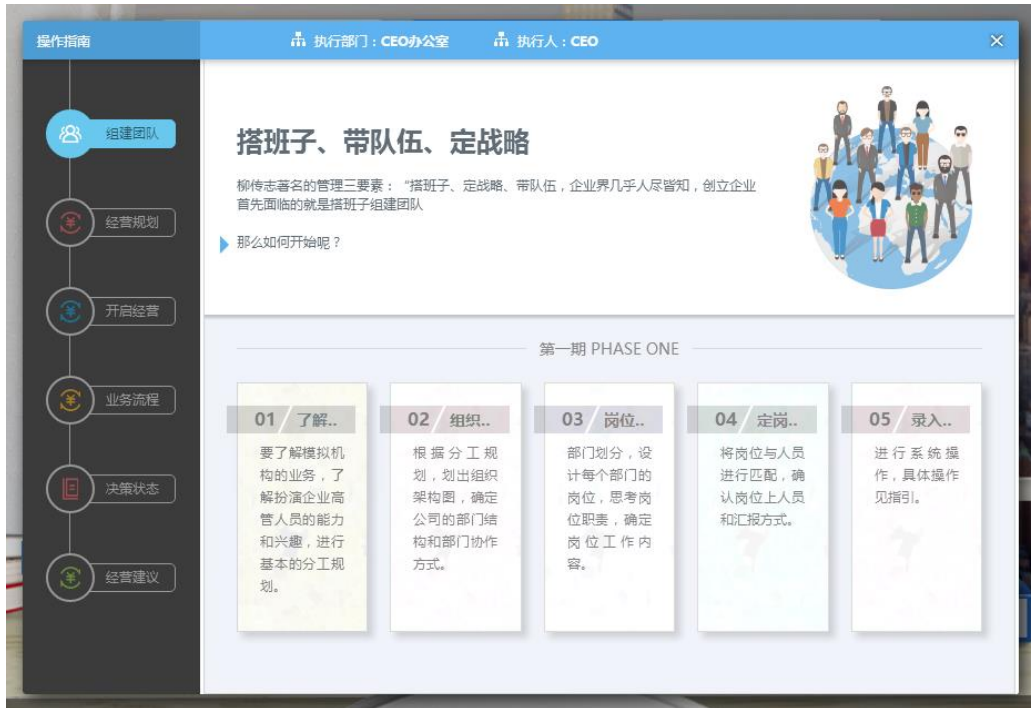 操作指南
执行部门：CEO办公室
执行人：CEO
组建团队
经营规划
开启经营
业务流程
决策状态
经营建议
搭班子、带队伍、定战略
柳传志著名的管理三要素：“搭班子、定战略、带队伍，企业界几乎人尽皆知，创立企业
首先面临的就是搭班子组建团队
那么如何开始呢？
第一期 PHASE ONE
01 / 了解..
要了解模拟机
构的业务，了
解扮演企业高
管人员的能力
和兴趣，进行
基本的分工规
划。
02 / 组织..
根据分工规
划，划出组织
架构图，确定
公司的部门结
构和部门协作
方式。
03 / 岗位..
部门划分，设
计每个部门的
岗位，思考岗
位职责，确定
岗位工作内
容。
04 / 定岗..
将岗位与人员
进行匹配，确
认岗位上人员
和汇报方式。
05 / 录入..
进行系统操
作，具体操作
见指引。